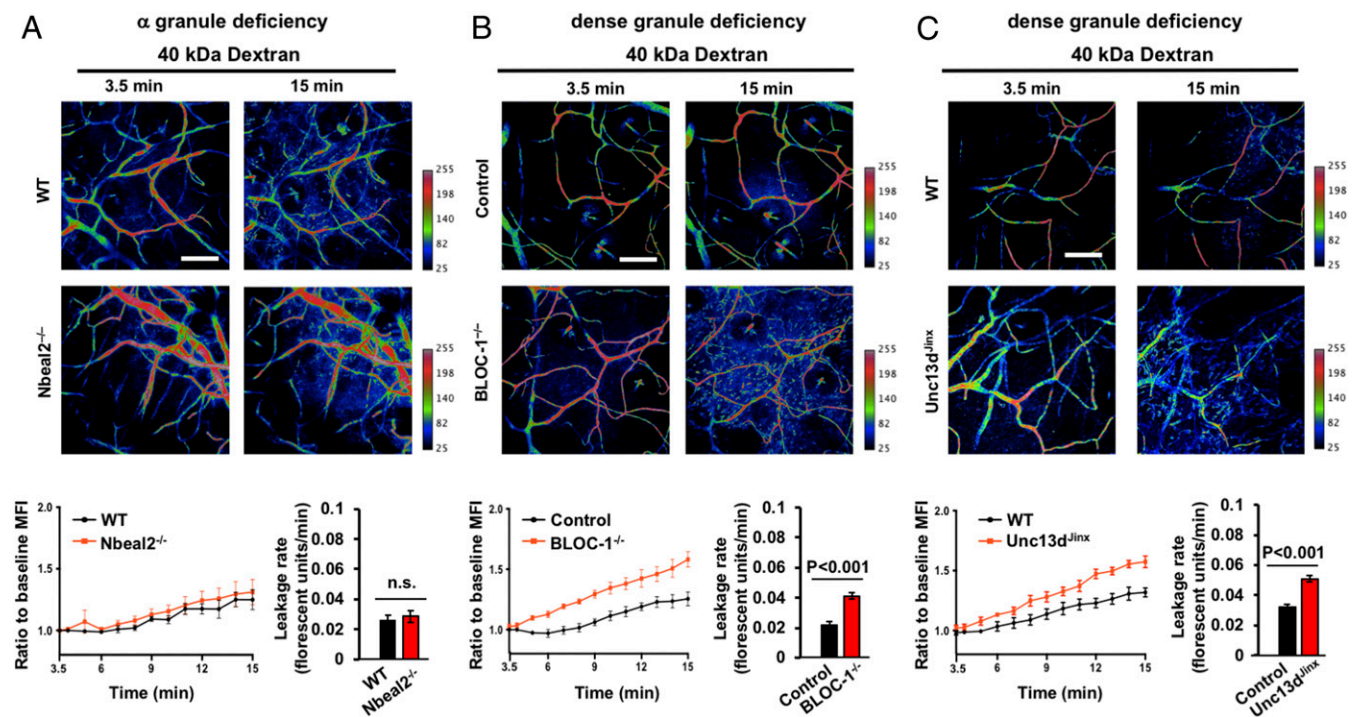 A
α granule deficiency
40 kDa Dextran
3.5 min
15 min
WT
255
198
140
82
25
Nbeal2-/-
255
198
140
82
25
Ratio to baseline MFI
2.0
1.5
1.0
WT
Nbeal2-/-
3.5
6
9
12
15
Time (min)
Leakage rate
(florescent units/min)
0.1
0.08
0.06
0.04
0.02
0
n.s.
WT
Nbeal2-/-
B
dense granule deficiency
40 kDa Dextran
3.5 min
15 min
Control
255
198
140
82
25
BLOC-1-/-
255
198
140
82
25
Ratio to baseline MFI
2.0
1.5
1.0
Control
BLOC-1-/-
3.5
6
9
12
15
Time (min)
Leakage rate
(florescent units/min)
0.1
0.08
0.06
0.04
0.02
0
P<0.001
Control
BLOC-1-/-
C
dense granule deficiency
40 kDa Dextran
3.5 min
15 min
WT
255
198
140
82
25
Unc13dJinx
255
198
140
82
25
Ratio to baseline MFI
2.0
1.5
1.0
WT
Unc13dJinx
3.5
6
9
12
15
Time (min)
Leakage rate
(florescent units/min)
0.1
0.08
0.06
0.04
0.02
0
P<0.001
Control
Unc13dJinx